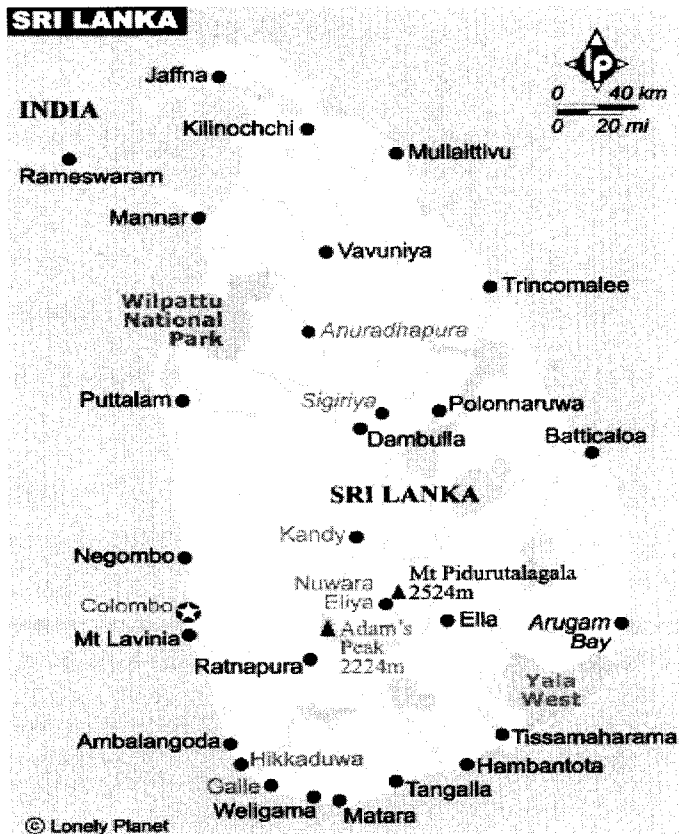 SRI LANKA
lp
0 40 km
0 20 mi
Jaffna
INDIA
Kilinochchi
Mullaittivu
Rameswaram
Mannar
Vavuniya
Trincomalee
Wilpattu
National
Park
Anuradhapura
Puttalam
Sigiriya
Polonnaruwa
Dambulla
Batticaloa
SRI LANKA
Kandy
Negombo
Mt Pidurutalagala
2524m
Nuwara
Eliya
Colombo
Ella
Arugam
Bay
Mt Lavinia
Adam's
Peak
2224m
Ratnapura
Yala
West
Tissamaharama
Ambalangoda
Hikkaduwa
Hambantota
Galle
Tangalla
Weligama
Matara
© Lonely Planet